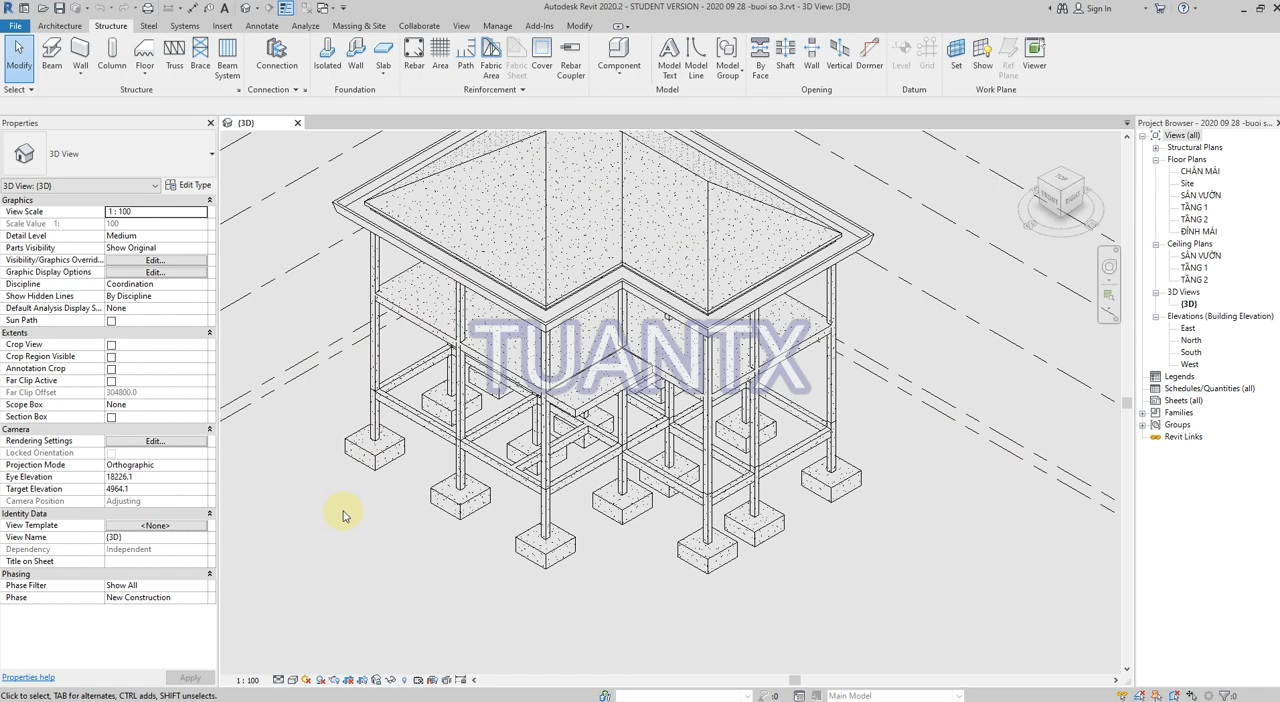 Autodesk Revit 2020.2 - STUDENT VERSION - 2020 09 28 -buoi so 3.rvt - 3D View: {3D}
Sign In
File Architecture Structure Steel Systems Insert Annotate Analyze Massing & Site Collaborate View Manage Add-Ins Modify
Modify Beam Wall Column Floor Truss Brace Beam System Connection Isolated Wall Slab Rebar Area Path Fabric Area Fabric Sheet Cover Rebar Coupler Component Model Text Model Line Model Group By Face Shaft Wall Vertical Dormer Level Grid Set Show Ref Plane Viewer
Select Structure Connection Foundation Reinforcement Model Opening Datum Work Plane
Properties
3D View
3D View: {3D} Edit Type
Graphics
View Scale 1 : 100
Scale Value 1: 100
Detail Level Medium
Parts Visibility Show Original
Visibility/Graphics Overrid... Edit...
Graphic Display Options Edit...
Discipline Coordination
Show Hidden Lines By Discipline
Default Analysis Display S... None
Sun Path
Extents
Crop View
Crop Region Visible
Annotation Crop
Far Clip Active
Far Clip Offset 304800.0
Scope Box None
Section Box
Camera
Rendering Settings Edit...
Locked Orientation
Projection Mode Orthographic
Eye Elevation 18226.1
Target Elevation 4964.1
Camera Position Adjusting
Identity Data
View Template <None>
View Name {3D}
Dependency Independent
Title on Sheet
Phasing
Phase Filter Show All
Phase New Construction
Properties help Apply
{3D}
TOP
FRONT RIGHT
TUANTX
1 : 100
Project Browser - 2020 09 28 -buoi so...
Views (all)
Structural Plans
Floor Plans
CHÂN MÁI
Site
SÂN VƯỜN
TẦNG 1
TẦNG 2
ĐỈNH MÁI
Ceiling Plans
SÂN VƯỜN
TẦNG 1
TẦNG 2
3D Views
{3D}
Elevations (Building Elevation)
East
North
South
West
Legends
Schedules/Quantities (all)
Sheets (all)
Families
Groups
Revit Links
Click to select, TAB for alternates, CTRL adds, SHIFT unselects. :0 Main Model :0